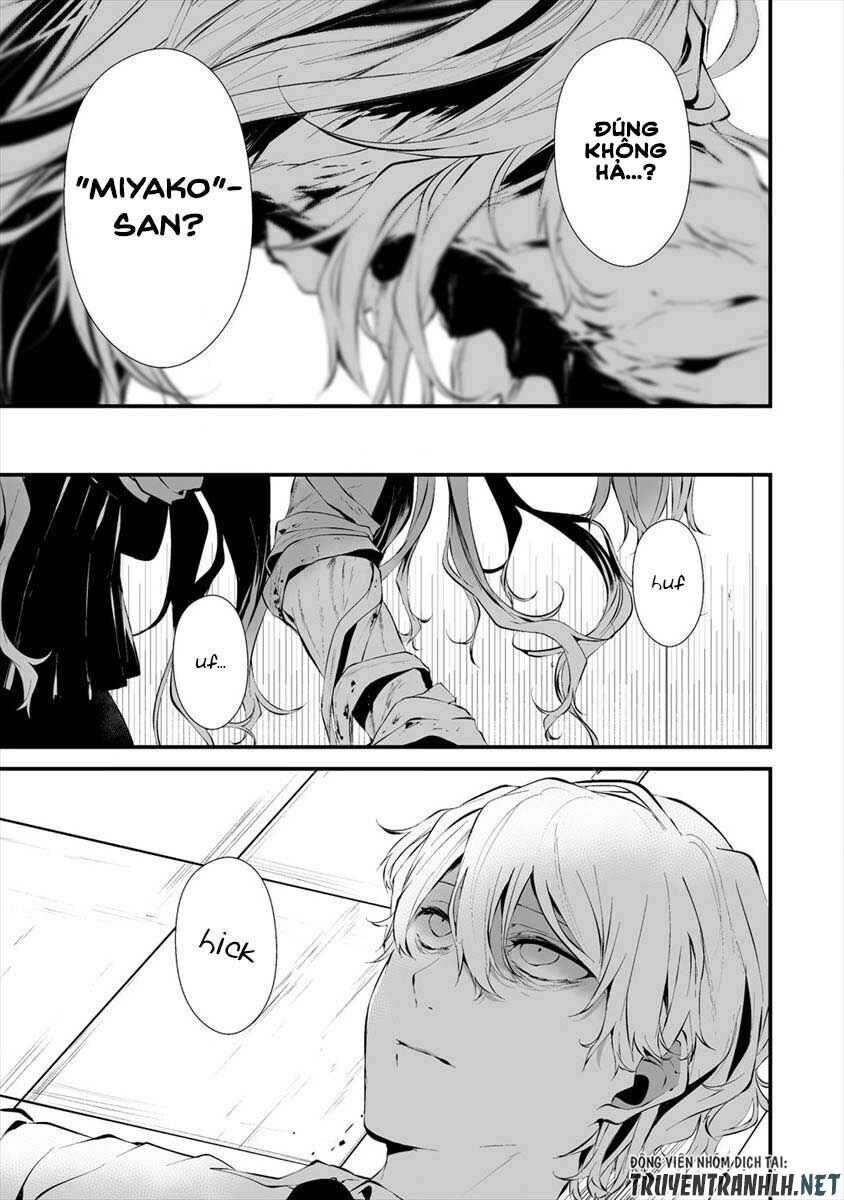 ĐÚNG
KHÔNG
HẢ...?
"MIYAKO"-
SAN?
huf
uf...
hick
ĐỘNG VIÊN NHÓM DỊCH TẠI:
TRUYENTRANHLH.NET